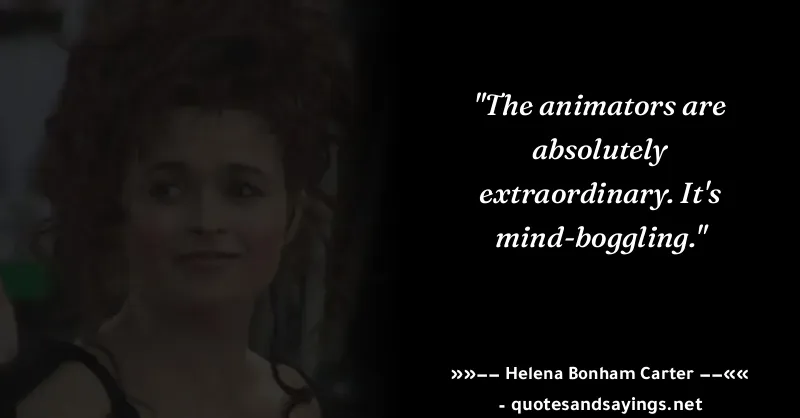 "The animators are
absolutely
extraordinary. It's
mind-boggling."
»»–– Helena Bonham Carter ––««
- quotesandsayings.net